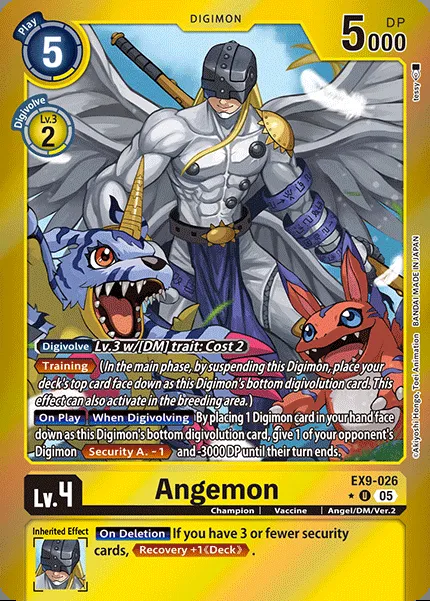 Play
5
DIGIMON
DP
5000
Digivolve
Lv.3
2
tessy
©Akiyoshi Hongo, Toei Animation BANDAI MADE IN JAPAN
Digivolve Lv.3 w/[DM] trait: Cost 2
Training (In the main phase, by suspending this Digimon, place your
deck's top card face down as this Digimon's bottom digivolution card. This
effect can also activate in the breeding area.)
On Play When Digivolving By placing 1 Digimon card in your hand face
down as this Digimon's bottom digivolution card, give 1 of your opponent's
Digimon Security A. -1 and -3000 DP until their turn ends.
Lv.4
Angemon
EX9-026
★ U 05
Champion | Vaccine | Angel/DM/Ver.2
Inherited Effect
On Deletion If you have 3 or fewer security
cards, Recovery +1《Deck》.